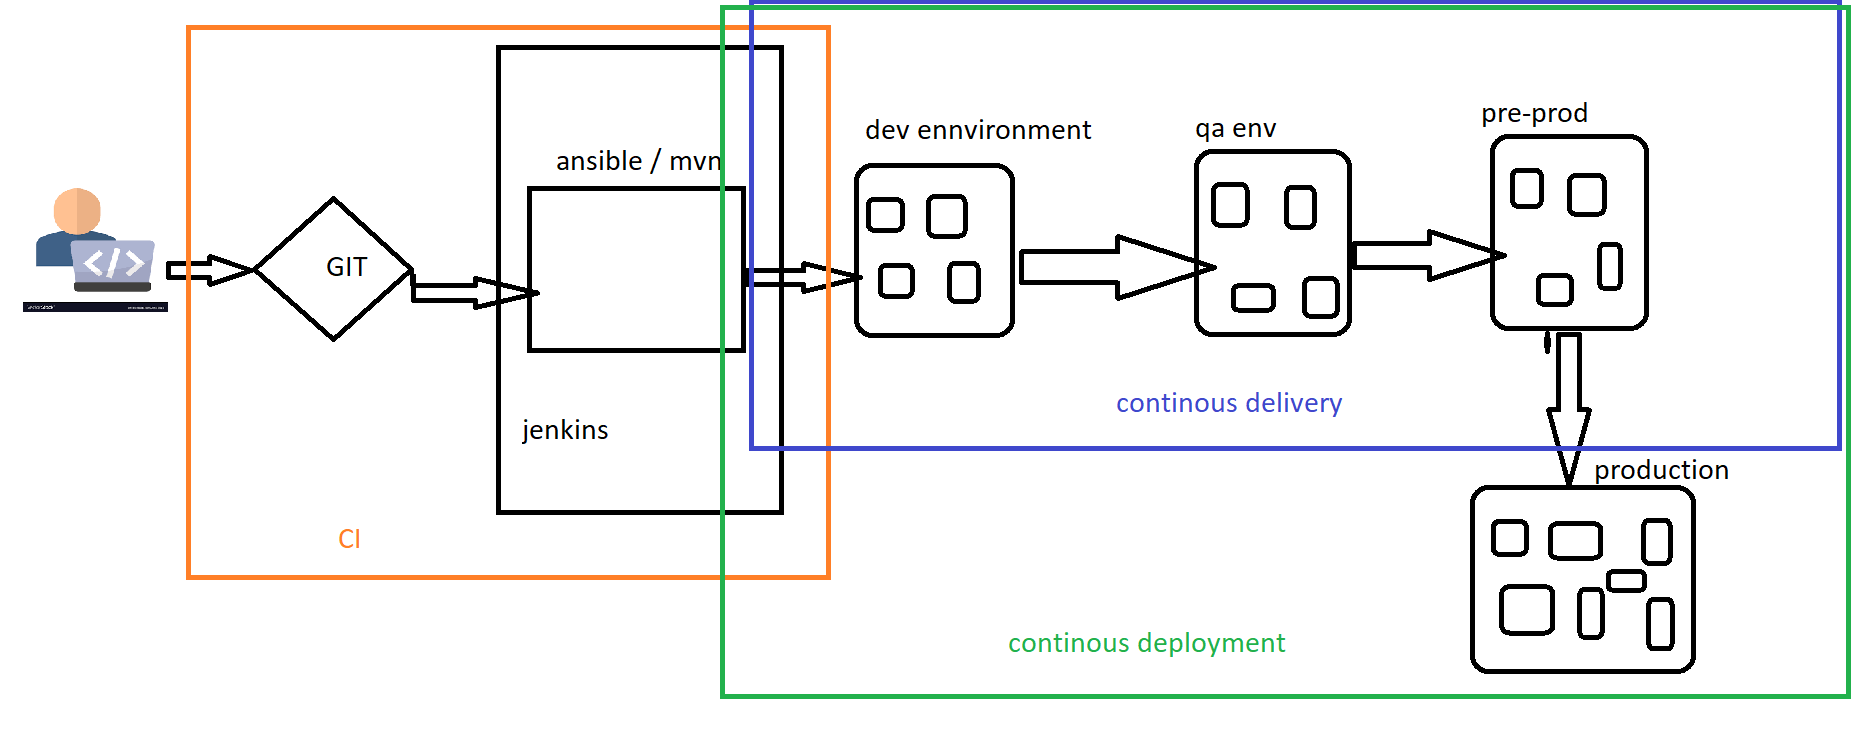 pre-prod
dev ennvironment
qa env
ansible / mvn
</>
GIT
continous delivery
jenkins
production
CI
continous deployment